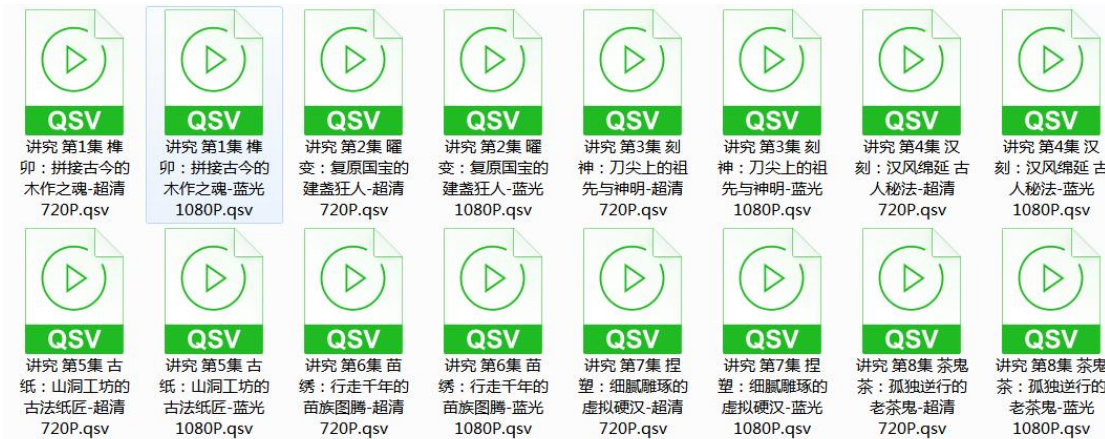 QSV QSV QSV QSV QSV QSV QSV QSV
讲究 第1集 榫 讲究 第1集 榫 讲究 第2集 曜 讲究 第2集 曜 讲究 第3集 刻 讲究 第3集 刻 讲究 第4集 汉 讲究 第4集 汉
卯：拼接古今的 卯：拼接古今的 变：复原国宝的 变：复原国宝的 神：刀尖上的祖 神：刀尖上的祖 刻：汉风绵延 古 刻：汉风绵延 古
木作之魂-超清 木作之魂-蓝光 建盏狂人-超清 建盏狂人-蓝光 先与神明-超清 先与神明-蓝光 人秘法-超清 人秘法-蓝光
720P.qsv 1080P.qsv 720P.qsv 1080P.qsv 720P.qsv 1080P.qsv 720P.qsv 1080P.qsv
QSV QSV QSV QSV QSV QSV QSV QSV
讲究 第5集 古 讲究 第5集 古 讲究 第6集 苗 讲究 第6集 苗 讲究 第7集 捏 讲究 第7集 捏 讲究 第8集 茶鬼 讲究 第8集 茶鬼
纸：山洞工坊的 纸：山洞工坊的 绣：行走千年的 绣：行走千年的 塑：细腻雕琢的 塑：细腻雕琢的 茶：孤独逆行的 茶：孤独逆行的
古法纸匠-超清 古法纸匠-蓝光 苗族图腾-超清 苗族图腾-蓝光 虚拟硬汉-超清 虚拟硬汉-蓝光 老茶鬼-超清 老茶鬼-蓝光
720P.qsv 1080P.qsv 720P.qsv 1080P.qsv 720P.qsv 1080P.qsv 720P.qsv 1080P.qsv